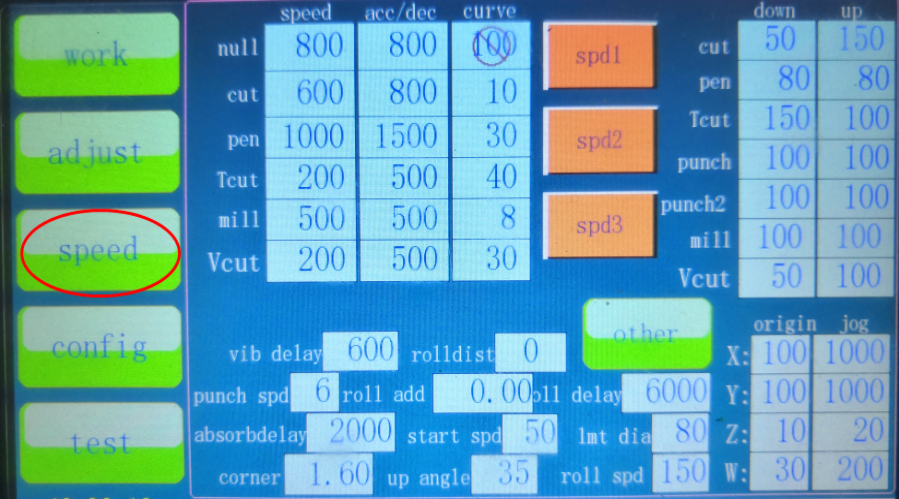 work
adjust
speed
config
test
speed acc/dec curve
null 800 800 100
cut 600 800 10
pen 1000 1500 30
Tcut 200 500 40
mill 500 500 8
Vcut 200 500 30
spd1
spd2
spd3
down up
cut 50 150
pen 80 80
Tcut 150 100
punch 100 100
punch2 100 100
mill 100 100
Vcut 50 100
other
origin jog
X: 100 1000
Y: 100 1000
Z: 10 20
W: 30 200
vib delay 600 rolldist 0
punch spd 6 roll add 0.00 oll delay 6000
absorbdelay 2000 start spd 50 lmt dia 80
corner 1.60 up angle 35 roll spd 150